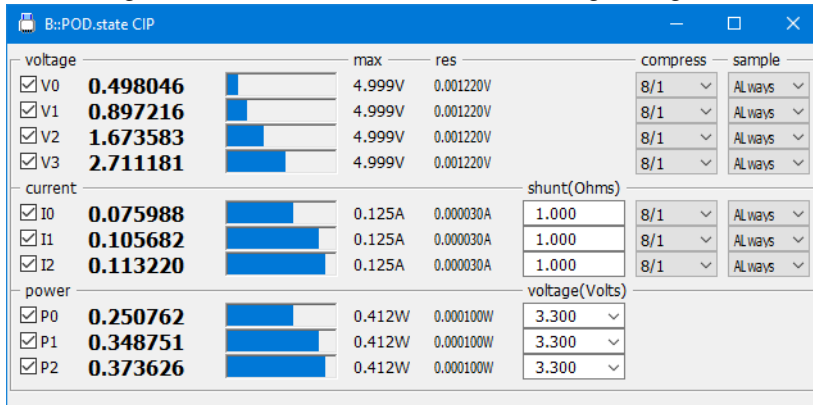 B::POD.state CIP
voltage max res compress sample
V0 0.498046 4.999V 0.001220V 8/1 ALways
V1 0.897216 4.999V 0.001220V 8/1 ALways
V2 1.673583 4.999V 0.001220V 8/1 ALways
V3 2.711181 4.999V 0.001220V 8/1 ALways
current shunt(Ohms)
I0 0.075988 0.125A 0.000030A 1.000 8/1 ALways
I1 0.105682 0.125A 0.000030A 1.000 8/1 ALways
I2 0.113220 0.125A 0.000030A 1.000 8/1 ALways
power voltage(Volts)
P0 0.250762 0.412W 0.000100W 3.300
P1 0.348751 0.412W 0.000100W 3.300
P2 0.373626 0.412W 0.000100W 3.300